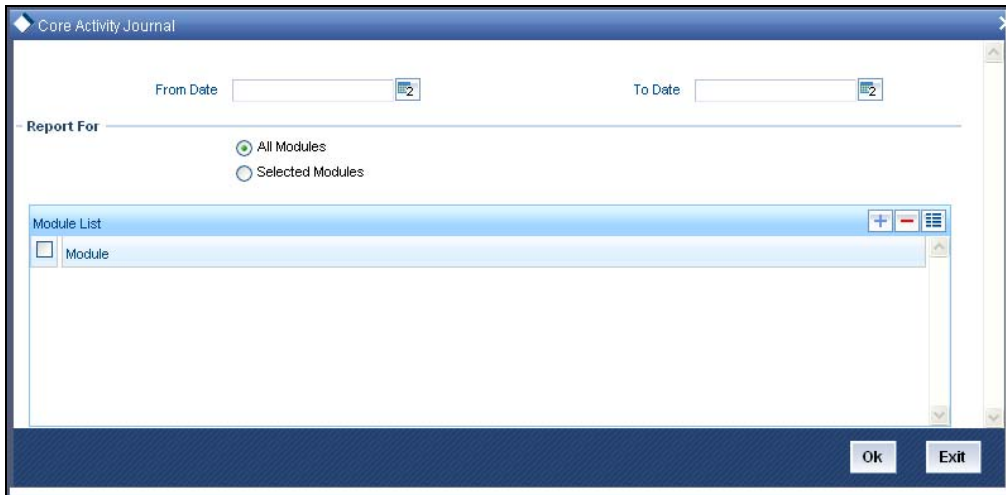 Core Activity Journal
From Date
To Date
Report For
All Modules
Selected Modules
Module List
Module
Ok
Exit